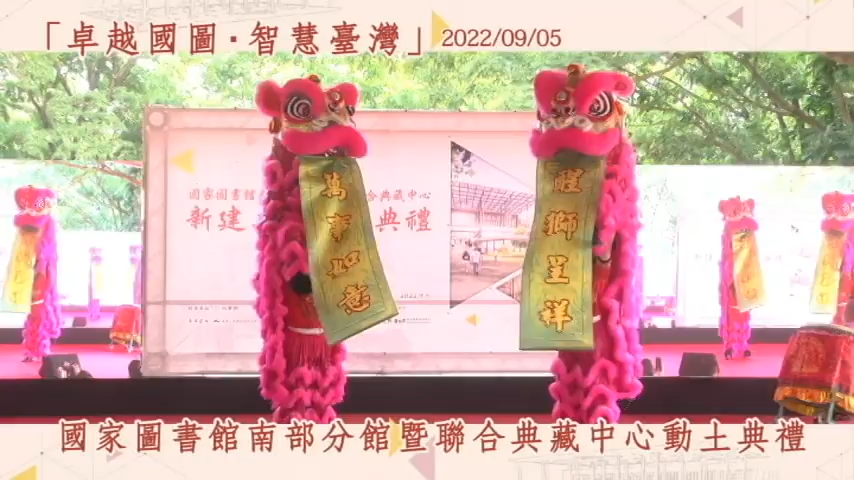 「卓越國圖·智慧臺灣」2022/09/05
國家圖書館
合典藏中心
新建
典禮
萬事如意
醒獅呈祥
國家圖書館南部分館暨聯合典藏中心動土典禮